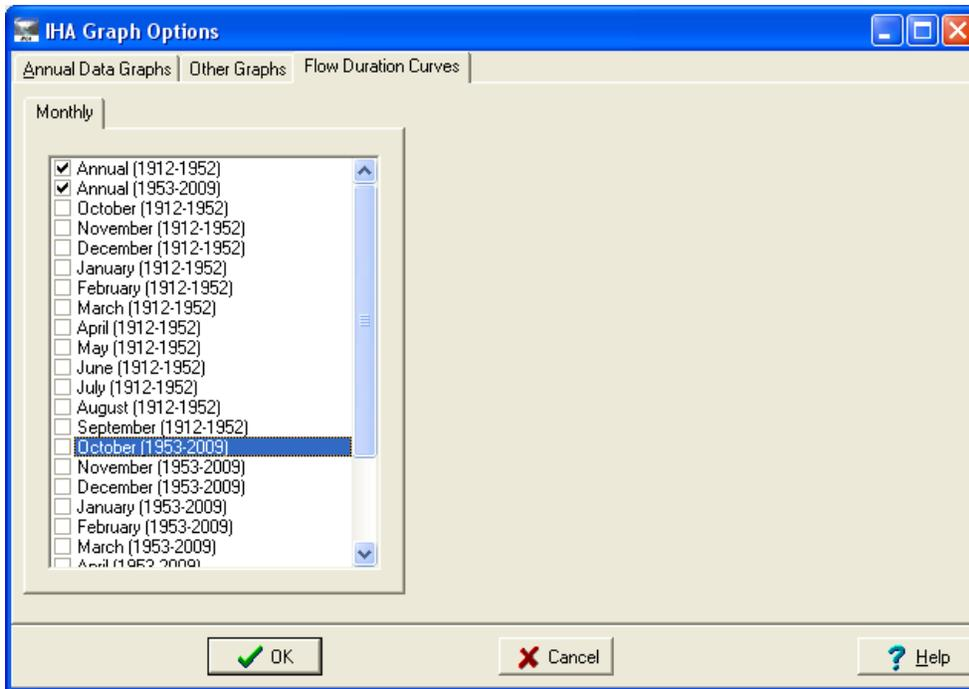 IHA Graph Options
Annual Data Graphs Other Graphs Flow Duration Curves
Monthly
Annual (1912-1952)
Annual (1953-2009)
October (1912-1952)
November (1912-1952)
December (1912-1952)
January (1912-1952)
February (1912-1952)
March (1912-1952)
April (1912-1952)
May (1912-1952)
June (1912-1952)
July (1912-1952)
August (1912-1952)
September (1912-1952)
October (1953-2009)
November (1953-2009)
December (1953-2009)
January (1953-2009)
February (1953-2009)
March (1953-2009)
April (1953-2009)
OK Cancel Help